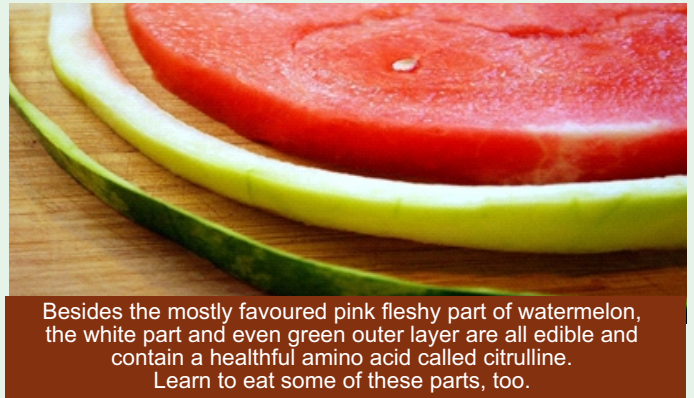 Besides the mostly favoured pink fleshy part of watermelon,
the white part and even green outer layer are all edible and
contain a healthful amino acid called citrulline.
Learn to eat some of these parts, too.